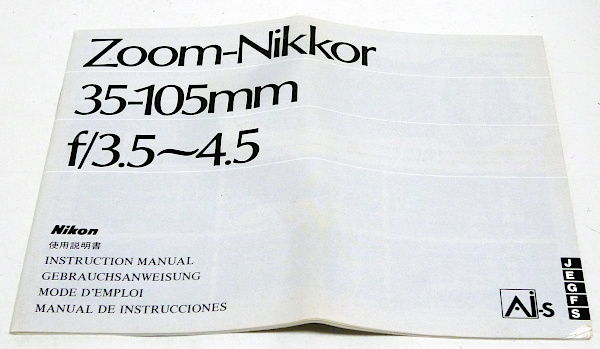 Zoom-Nikkor
35-105mm
f/3.5~4.5
Nikon
使用説明書
INSTRUCTION MANUAL
GEBRAUCHSANWEISUNG
MODE D'EMPLOI
MANUAL DE INSTRUCCIONES
J
E
G
F
S
Ai-S